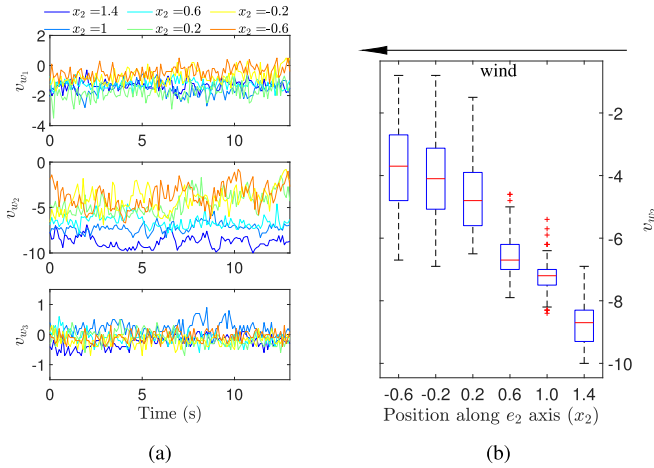 x2 =1.4 x2 =0.6 x2 =-0.2
x2 =1 x2 =0.2 x2 =-0.6
2
0
-2
-4
vw1
0 5 10
0
-5
-10
vw2
0 5 10
1
0
-1
vw3
0 5 10
Time (s)
(a)
wind
-2
-4
-6
-8
-10
vw2
-0.6 -0.2 0.2 0.6 1.0 1.4
Position along e2 axis (x2)
(b)